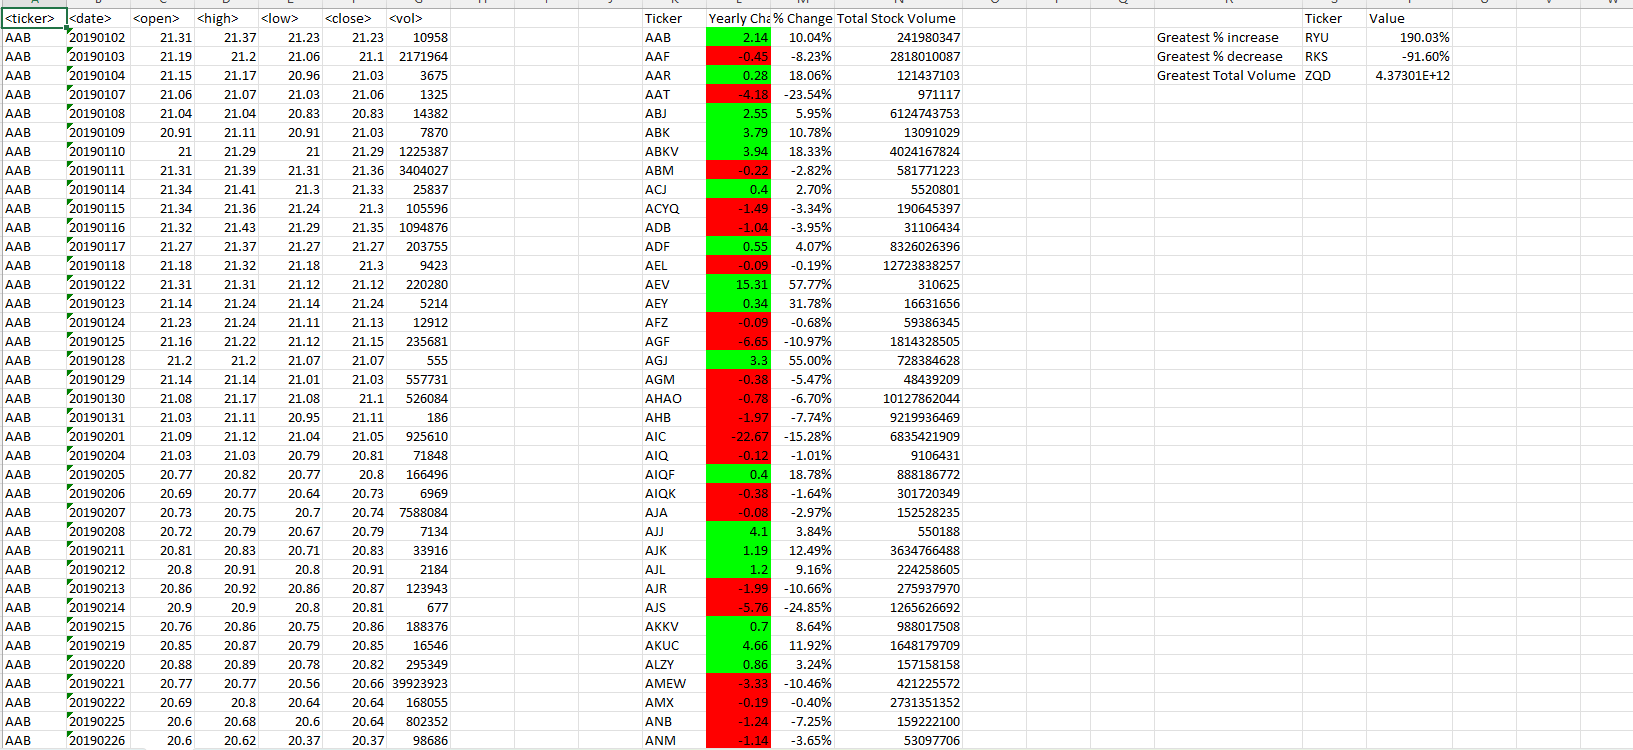 <ticker> <date> <open> <high> <low> <close> <vol> Ticker Yearly Cha % Change Total Stock Volume Ticker Value
AAB 20190102 21.31 21.37 21.23 21.23 10958 AAB 2.14 10.04% 241980347 Greatest % increase RYU 190.03%
AAB 20190103 21.19 21.2 21.06 21.1 2171964 AAF -0.45 -8.23% 2818010087 Greatest % decrease RKS -91.60%
AAB 20190104 21.15 21.17 20.96 21.03 3675 AAR 0.28 18.06% 121437103 Greatest Total Volume ZQD 4.37301E+12
AAB 20190107 21.06 21.07 21.03 21.06 1325 AAT -4.18 -23.54% 971117
AAB 20190108 21.04 21.04 20.83 20.83 14382 ABJ 2.55 5.95% 6124743753
AAB 20190109 20.91 21.11 20.91 21.03 7870 ABK 3.79 10.78% 13091029
AAB 20190110 21 21.29 21 21.29 1225387 ABKV 3.94 18.33% 4024167824
AAB 20190111 21.31 21.39 21.31 21.36 3404027 ABM -0.22 -2.82% 581771223
AAB 20190114 21.34 21.41 21.3 21.33 25837 ACJ 0.4 2.70% 5520801
AAB 20190115 21.34 21.36 21.24 21.3 105596 ACYQ -1.49 -3.34% 190645397
AAB 20190116 21.32 21.43 21.29 21.35 1094876 ADB -1.04 -3.95% 31106434
AAB 20190117 21.27 21.37 21.27 21.27 203755 ADF 0.55 4.07% 8326026396
AAB 20190118 21.18 21.32 21.18 21.3 9423 AEL -0.09 -0.19% 12723838257
AAB 20190122 21.31 21.31 21.12 21.12 220280 AEV 15.31 57.77% 310625
AAB 20190123 21.14 21.24 21.14 21.24 5214 AEY 0.34 31.78% 16631656
AAB 20190124 21.23 21.24 21.11 21.13 12912 AFZ -0.09 -0.68% 59386345
AAB 20190125 21.16 21.22 21.12 21.15 235681 AGF -6.65 -10.97% 1814328505
AAB 20190128 21.2 21.2 21.07 21.07 555 AGJ 3.3 55.00% 728384628
AAB 20190129 21.14 21.14 21.01 21.03 557731 AGM -0.38 -5.47% 48439209
AAB 20190130 21.08 21.17 21.08 21.1 526084 AHAO -0.78 -6.70% 10127862044
AAB 20190131 21.03 21.11 20.95 21.11 186 AHB -1.97 -7.74% 9219936469
AAB 20190201 21.09 21.12 21.04 21.05 925610 AIC -22.67 -15.28% 6835421909
AAB 20190204 21.03 21.03 20.79 20.81 71848 AIQ -0.12 -1.01% 9106431
AAB 20190205 20.77 20.82 20.77 20.8 166496 AIQF 0.4 18.78% 888186772
AAB 20190206 20.69 20.77 20.64 20.73 6969 AIQK -0.38 -1.64% 301720349
AAB 20190207 20.73 20.75 20.7 20.74 7588084 AJA -0.08 -2.97% 152528235
AAB 20190208 20.72 20.79 20.67 20.79 7134 AJJ 4.1 3.84% 550188
AAB 20190211 20.81 20.83 20.71 20.83 33916 AJK 1.19 12.49% 3634766488
AAB 20190212 20.8 20.91 20.8 20.91 2184 AJL 1.2 9.16% 224258605
AAB 20190213 20.86 20.92 20.86 20.87 123943 AJR -1.99 -10.66% 275937970
AAB 20190214 20.9 20.9 20.8 20.81 677 AJS -5.76 -24.85% 1265626692
AAB 20190215 20.76 20.86 20.75 20.86 188376 AKKV 0.7 8.64% 988017508
AAB 20190219 20.85 20.87 20.79 20.85 16546 AKUC 4.66 11.92% 1648179709
AAB 20190220 20.88 20.89 20.78 20.82 295349 ALZY 0.86 3.24% 157158158
AAB 20190221 20.77 20.77 20.56 20.66 39923923 AMEW -3.33 -10.46% 421225572
AAB 20190222 20.69 20.8 20.64 20.64 168055 AMX -0.19 -0.40% 2731351352
AAB 20190225 20.6 20.68 20.6 20.64 802352 ANB -1.24 -7.25% 159222100
AAB 20190226 20.6 20.62 20.37 20.37 98686 ANM -1.14 -3.65% 53097706